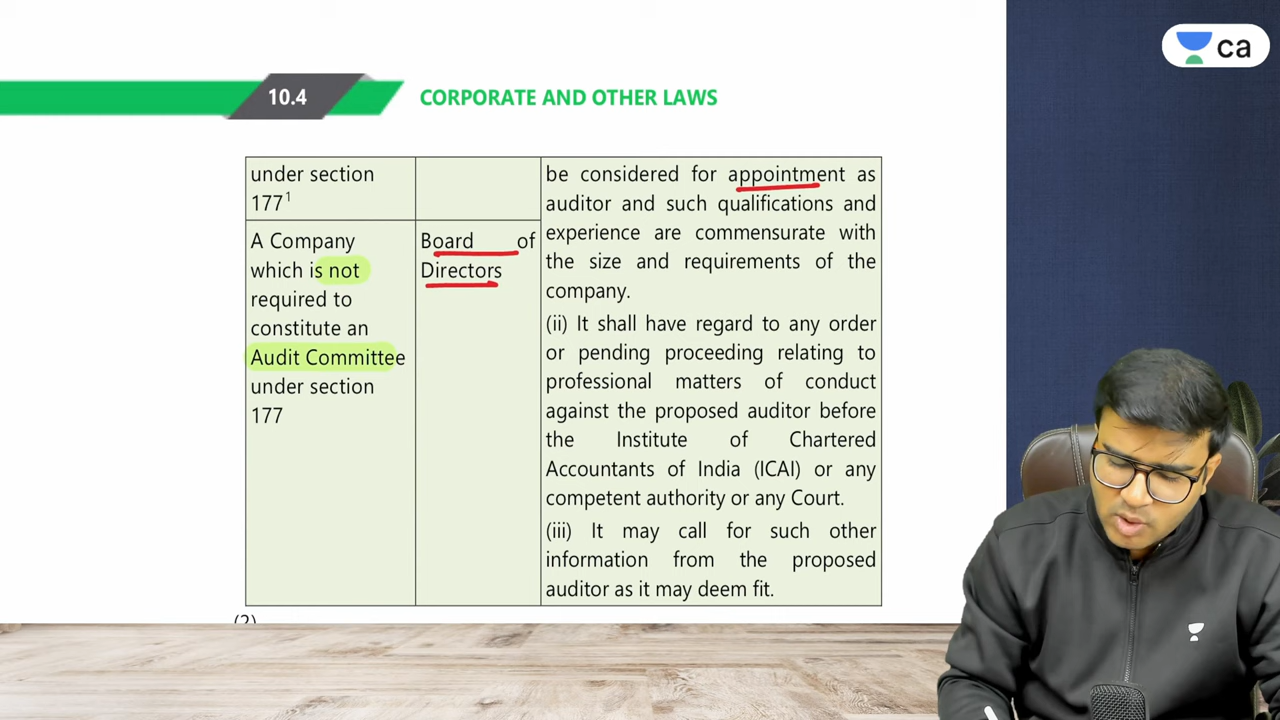 ca
10.4
CORPORATE AND OTHER LAWS
under section
177¹
A Company
which is not
required to
constitute an
Audit Committee
under section
177
Board of
Directors
be considered for appointment as
auditor and such qualifications and
experience are commensurate with
the size and requirements of the
company.
(ii) It shall have regard to any order
or pending proceeding relating to
professional matters of conduct
against the proposed auditor before
the Institute of Chartered
Accountants of India (ICAI) or any
competent authority or any Court.
(iii) It may call for such other
information from the proposed
auditor as it may deem fit.
(2)